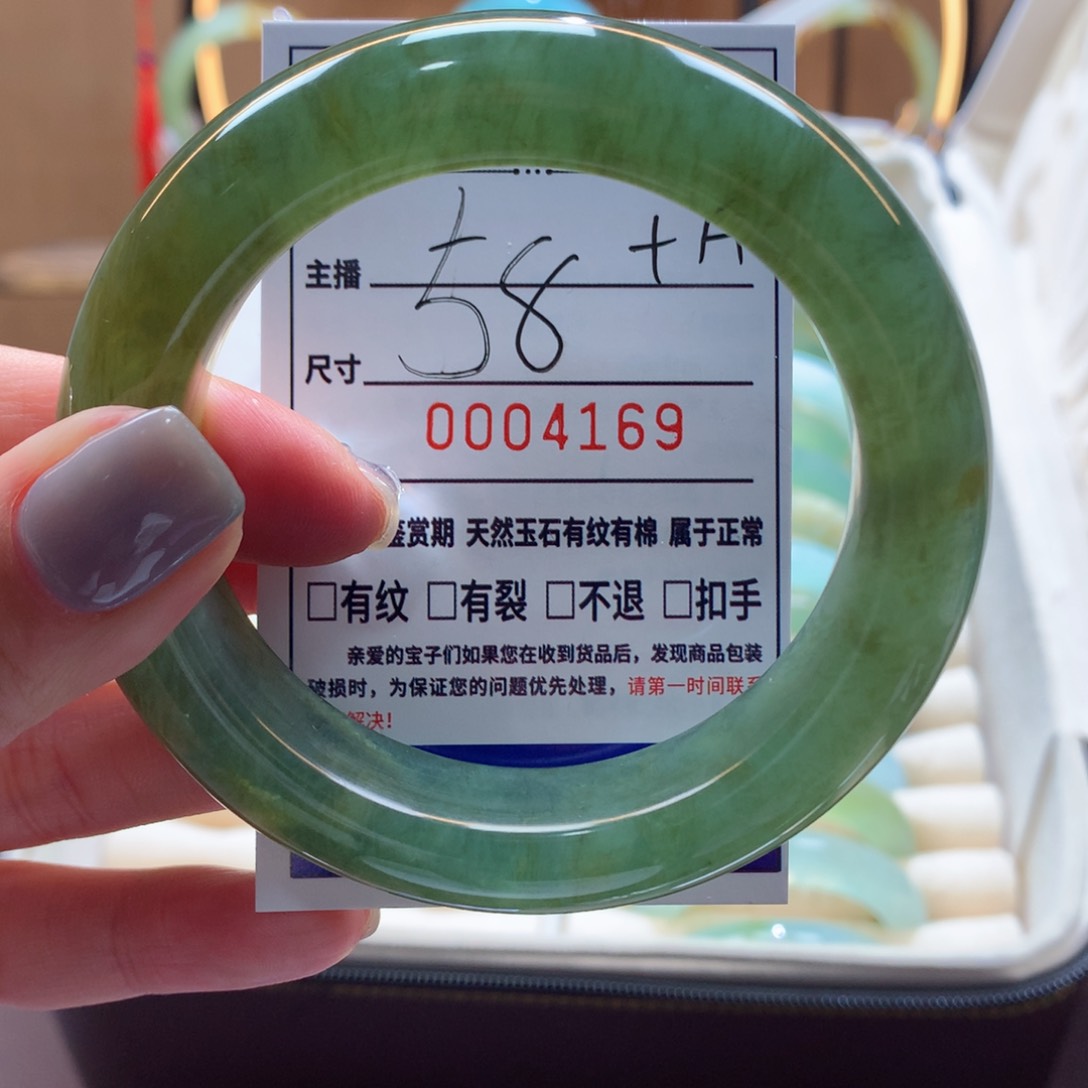 主播
58
尺寸
0004169
鉴赏期 天然玉石有纹有棉 属于正常
□有纹 □有裂 □不退 □扣手
亲爱的宝子们如果您在收到货品后，发现商品包装
破损时，为保证您的问题优先处理，请第一时间联系
解决！